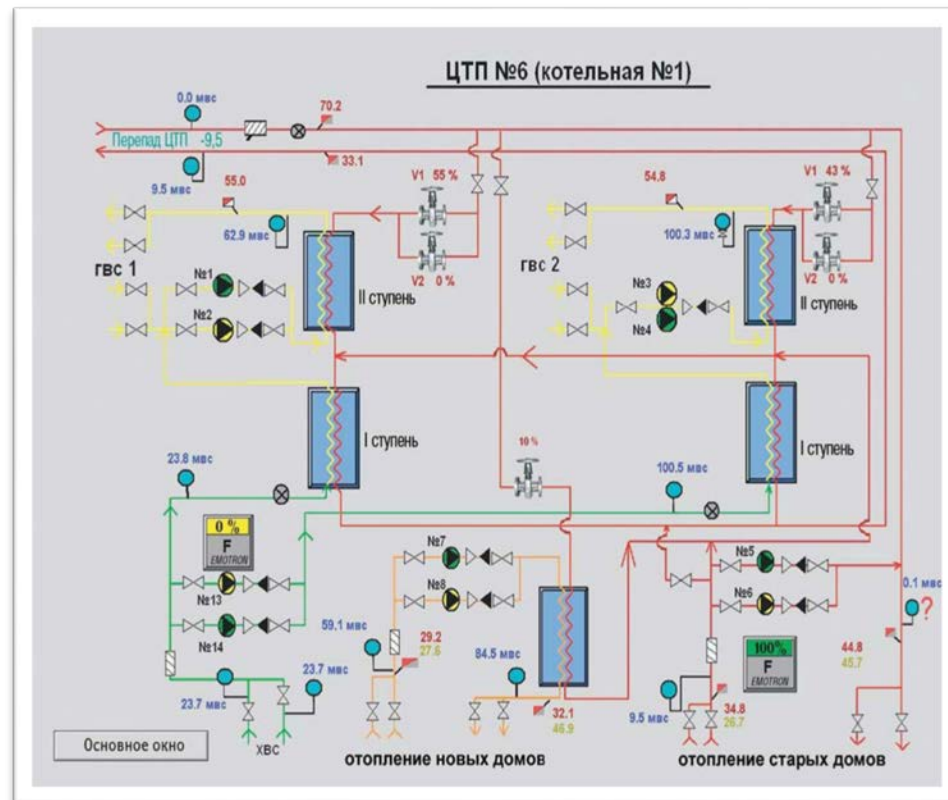 ЦТП №6 (котельная №1)
0.0 мвс
70.2
Перепад ЦТП -9,5
33.1
9.5 мвс
55.0
62.9 мвс
V1 55 %
V2 0 %
54.8
100.3 мвс
V1 43 %
V2 0 %
гвс 1
№1
№2
II ступень
гвс 2
№3
№4
II ступень
I ступень
I ступень
23.8 мвс
10 %
100.5 мвс
0 %
F
EMOTRON
№13
№14
№7
№8
№5
№6
0.1 мвс
?
59.1 мвс
29.2
27.6
84.5 мвс
100%
F
EMOTRON
44.8
45.7
23.7 мвс
23.7 мвс
32.1
46.9
9.5 мвс
34.8
26.7
хвс
Основное окно
отопление новых домов
отопление старых домов